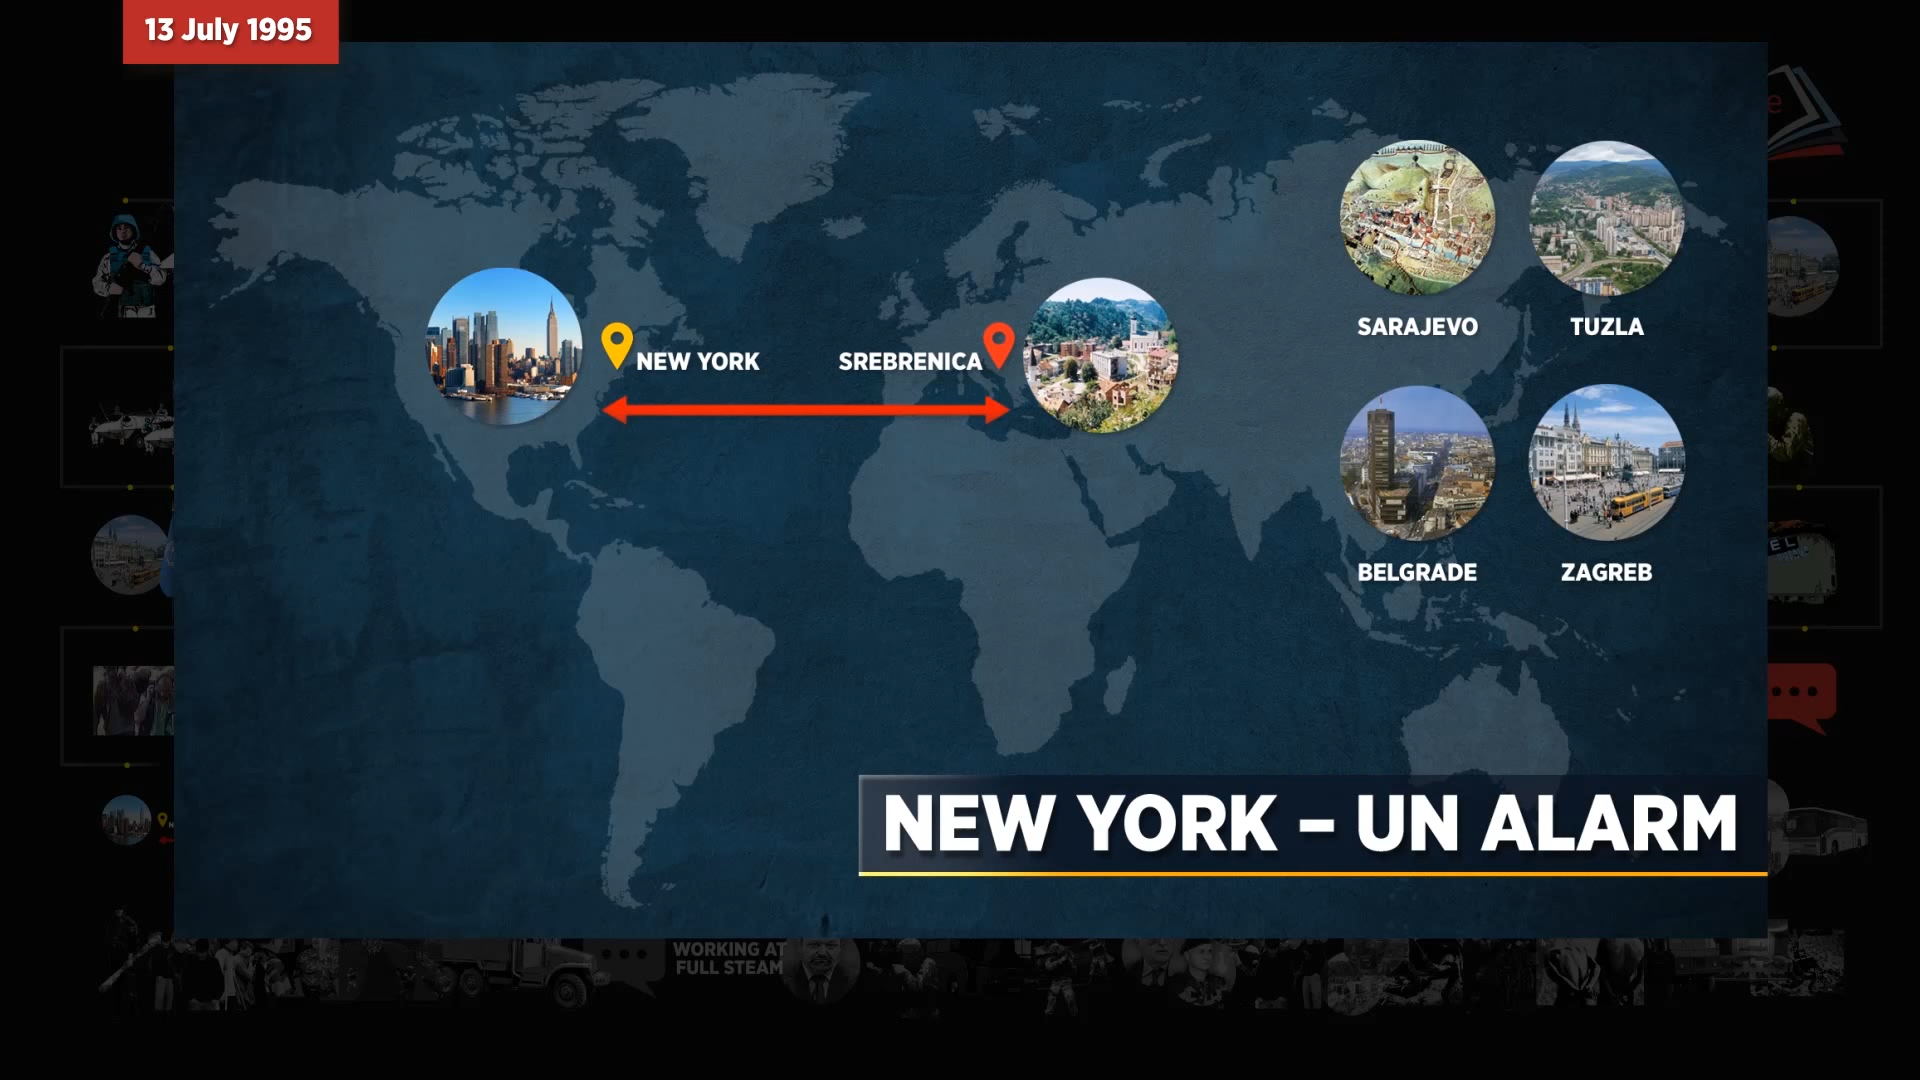 13 July 1995
SARAJEVO
TUZLA
NEW YORK
SREBRENICA
BELGRADE
ZAGREB
NEW YORK – UN ALARM
WORKING AT
FULL STEAM